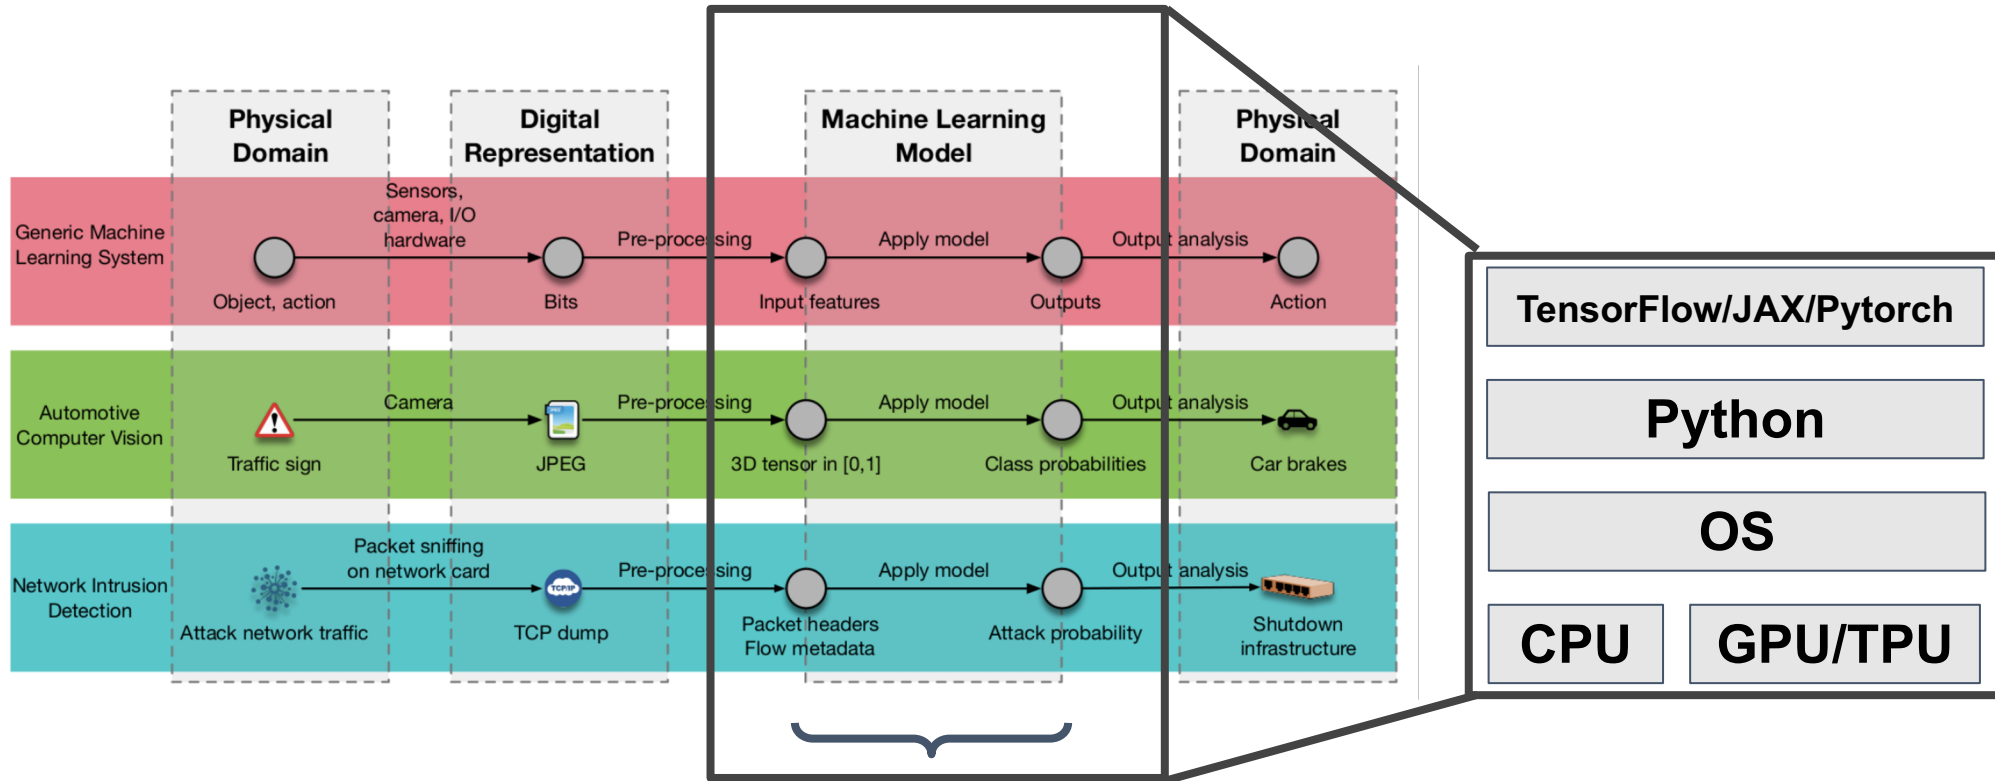 Physical
Domain
Digital
Representation
Machine Learning
Model
Physical
Domain
Generic Machine
Learning System
Sensors,
camera, I/O
hardware
Pre-processing
Apply model
Output analysis
Object, action
Bits
Input features
Outputs
Action
Automotive
Computer Vision
Camera
Pre-processing
Apply model
Output analysis
Traffic sign
JPEG
3D tensor in [0,1]
Class probabilities
Car brakes
Network Intrusion
Detection
Packet sniffing
on network card
Pre-processing
Apply model
Output analysis
TCP/IP
Attack network traffic
TCP dump
Packet headers
Flow metadata
Attack probability
Shutdown
infrastructure
TensorFlow/JAX/Pytorch
Python
OS
CPU
GPU/TPU